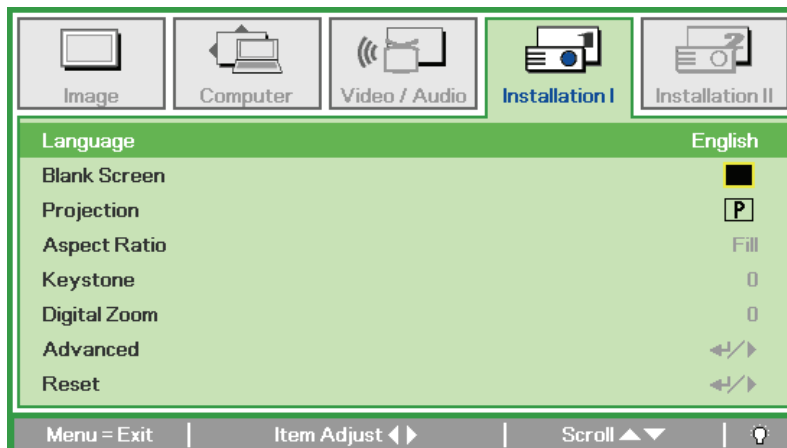 Image Computer Video / Audio Installation I Installation II
Language English
Blank Screen
Projection P
Aspect Ratio Fill
Keystone 0
Digital Zoom 0
Advanced
Reset
Menu = Exit Item Adjust Scroll